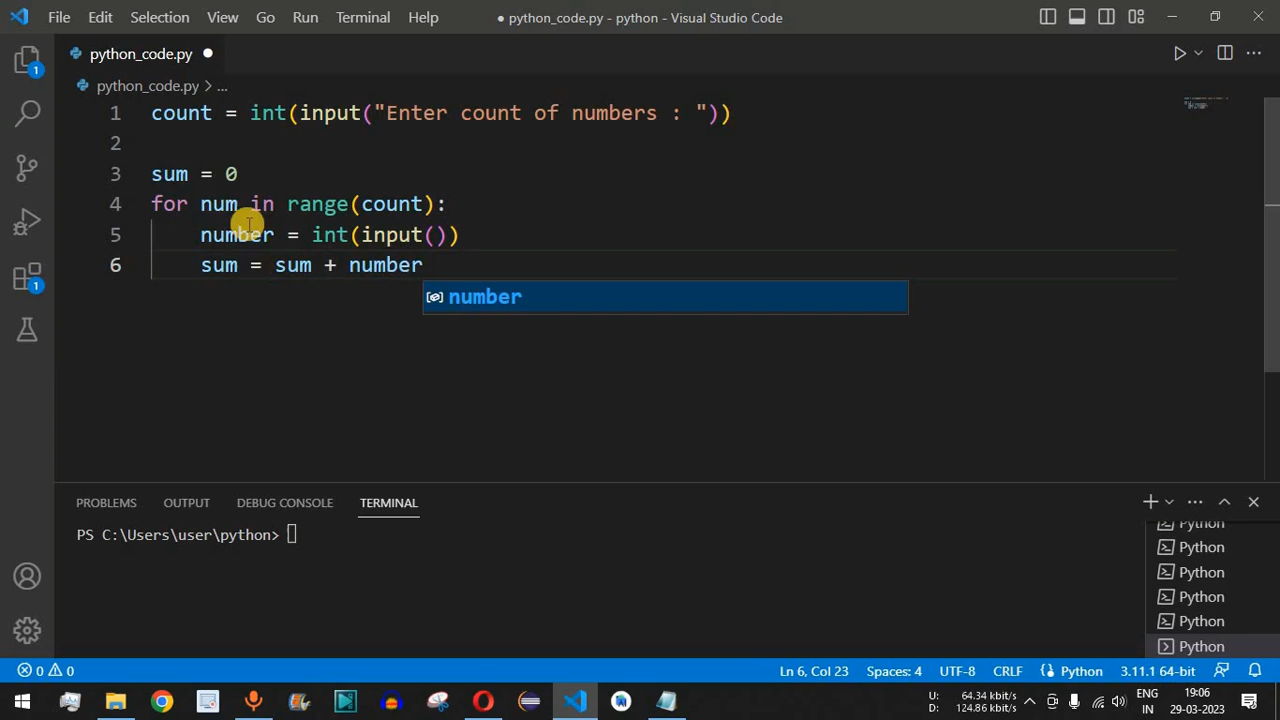 File Edit Selection View Go Run Terminal Help
● python_code.py - python - Visual Studio Code
python_code.py ●
python_code.py > ...
1 count = int(input("Enter count of numbers : "))
2
3 sum = 0
4 for num in range(count):
5 number = int(input())
6 sum = sum + number
number
1
1
PROBLEMS OUTPUT DEBUG CONSOLE TERMINAL
PS C:\Users\user\python>
Python
Python
Python
Python
Python
Python
0 0
Ln 6, Col 23 Spaces: 4 UTF-8 CRLF Python 3.11.1 64-bit
U: 64.34 kbit/s
D: 124.86 kbit/s
ENG
IN
19:06
29-03-2023